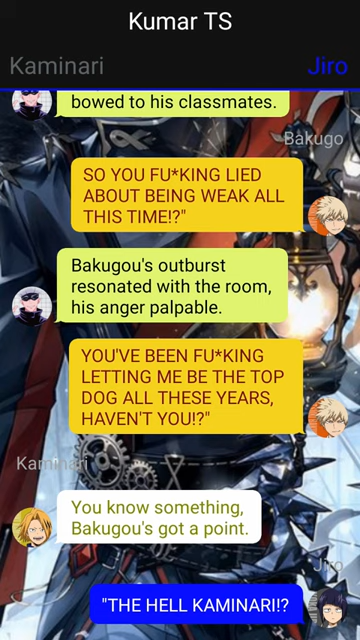 Kumar TS
Kaminari
Jiro
bowed to his classmates.
Bakugo
SO YOU FU*KING LIED
ABOUT BEING WEAK ALL
THIS TIME!?"
Bakugou's outburst
resonated with the room,
his anger palpable.
YOU'VE BEEN FU*KING
LETTING ME BE THE TOP
DOG ALL THESE YEARS,
HAVEN'T YOU!?"
Kaminari
You know something,
Bakugou's got a point.
Jiro
"THE HELL KAMINARI!?